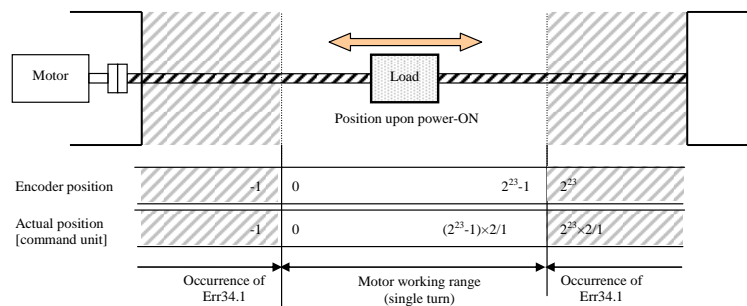 Motor
Load
Position upon power-ON
Encoder position -1 0 2²³-1 2²³
Actual position
[command unit] -1 0 (2²³-1)×2/1 2²³×2/1
Occurrence of
Err34.1
Motor working range
(single turn)
Occurrence of
Err34.1